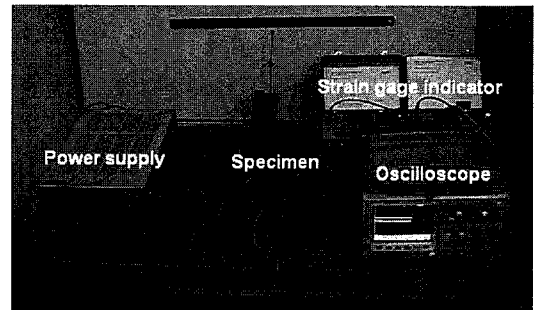 Strain gage indicator
Power supply
Specimen
Oscilloscope